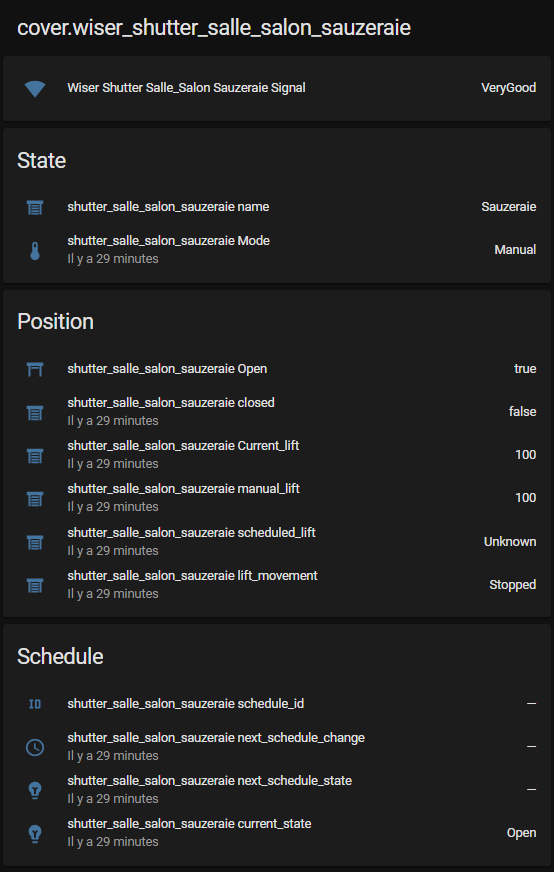 cover.wiser_shutter_salle_salon_sauzeraie
Wiser Shutter Salle_Salon Sauzeraie Signal VeryGood
State
shutter_salle_salon_sauzeraie name Sauzeraie
shutter_salle_salon_sauzeraie Mode Manual
Il y a 29 minutes
Position
shutter_salle_salon_sauzeraie Open true
shutter_salle_salon_sauzeraie closed false
Il y a 29 minutes
shutter_salle_salon_sauzeraie Current_lift 100
Il y a 29 minutes
shutter_salle_salon_sauzeraie manual_lift 100
Il y a 29 minutes
shutter_salle_salon_sauzeraie scheduled_lift Unknown
Il y a 29 minutes
shutter_salle_salon_sauzeraie lift_movement Stopped
Il y a 29 minutes
Schedule
ID shutter_salle_salon_sauzeraie schedule_id —
shutter_salle_salon_sauzeraie next_schedule_change —
Il y a 29 minutes
shutter_salle_salon_sauzeraie next_schedule_state —
Il y a 29 minutes
shutter_salle_salon_sauzeraie current_state Open
Il y a 29 minutes